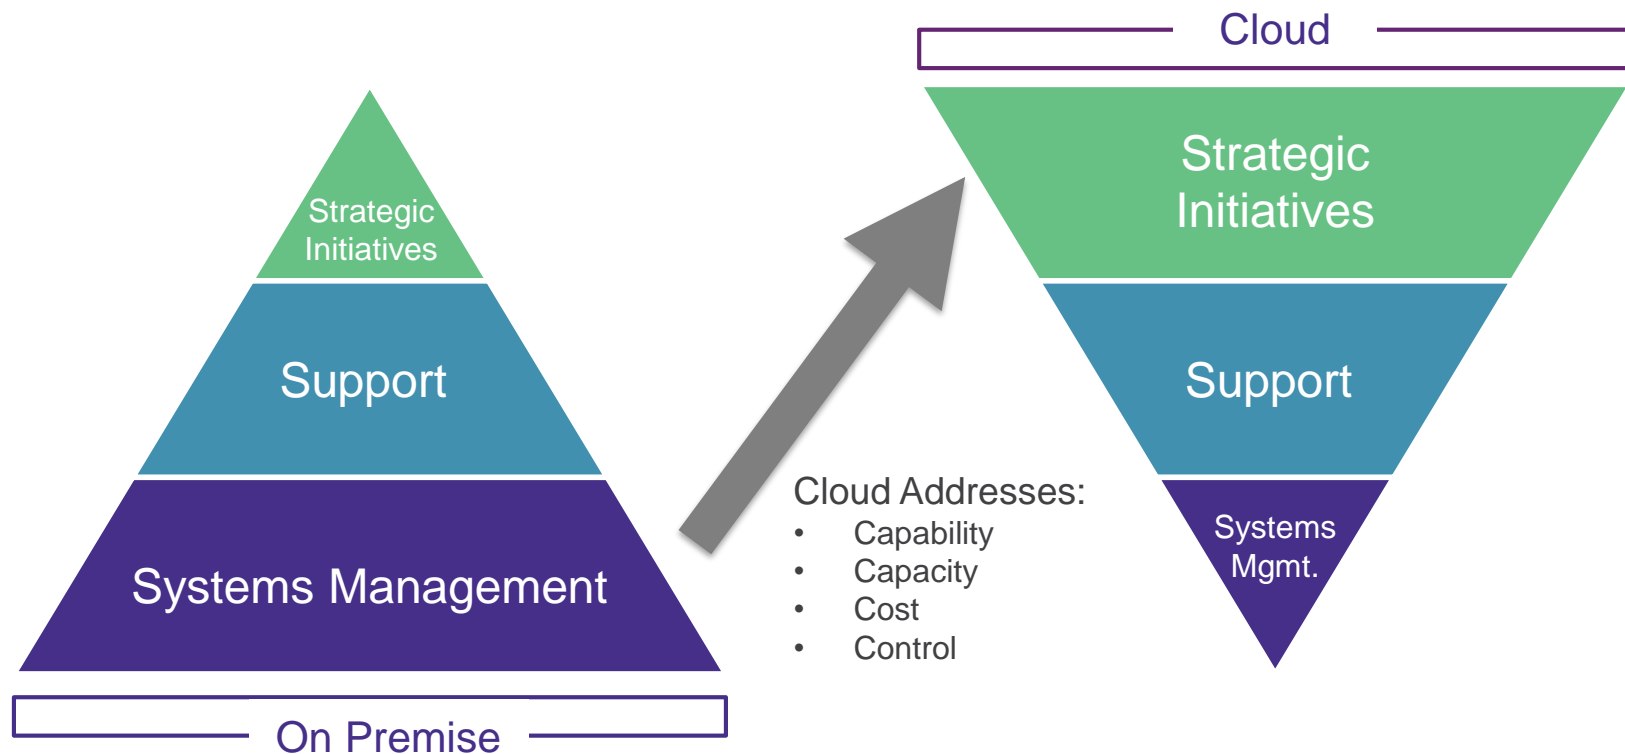 Cloud
Strategic
Initiatives
Support
Systems Management
On Premise
Cloud Addresses:
• Capability
• Capacity
• Cost
• Control
Strategic
Initiatives
Support
Systems
Mgmt.